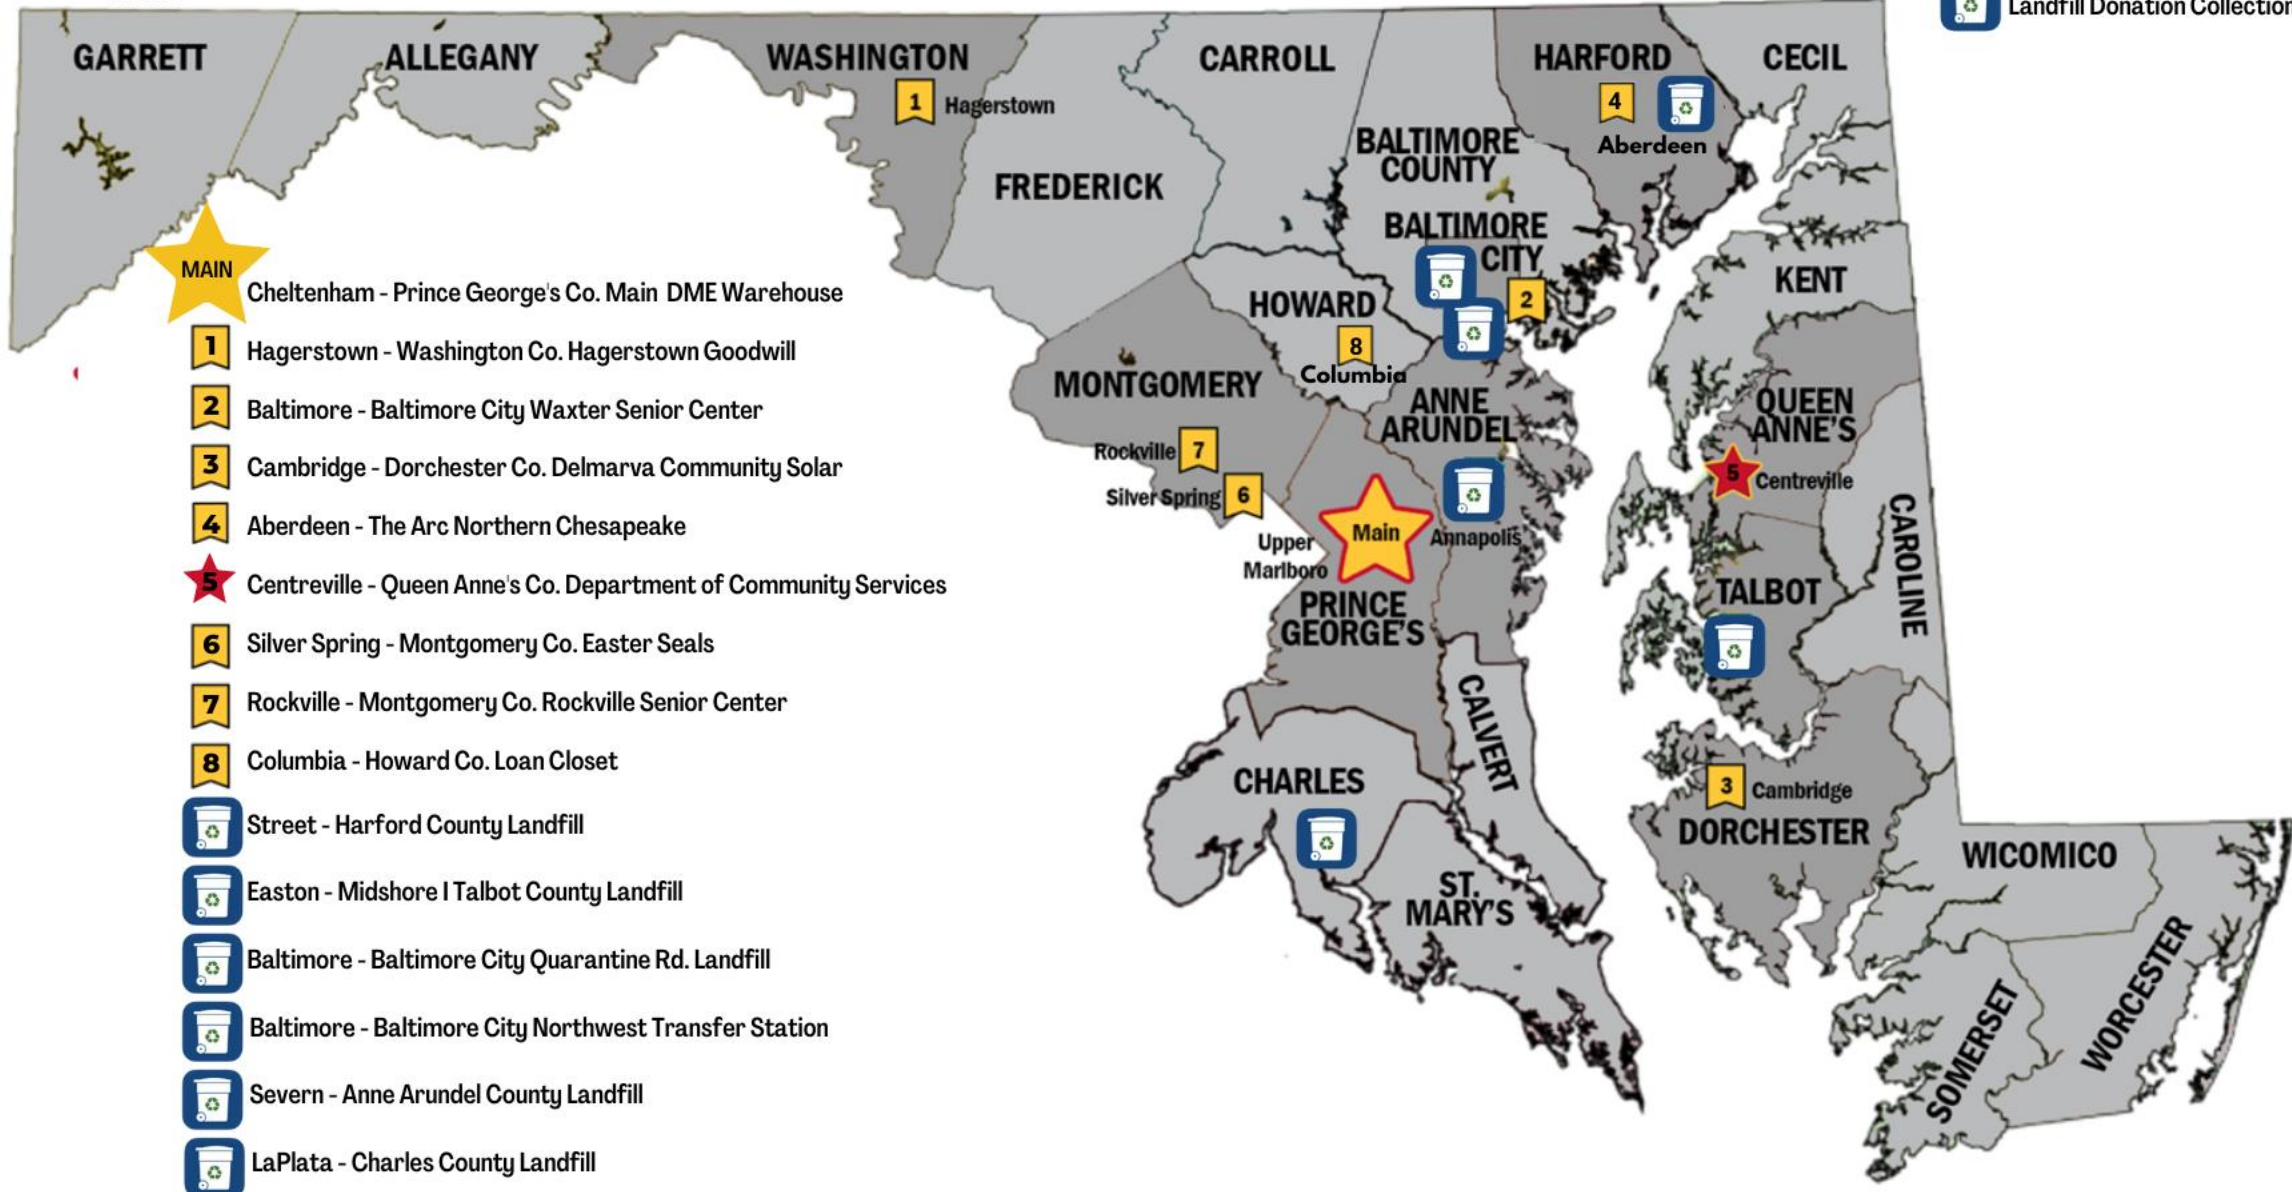 Landfill Donation Collection
GARRETT
ALLEGANY
WASHINGTON
CARROLL
HARFORD
CECIL
1
Hagerstown
4
Aberdeen
BALTIMORE
COUNTY
FREDERICK
BALTIMORE
CITY
2
KENT
HOWARD
8
Columbia
MONTGOMERY
ANNE
ARUNDEL
QUEEN
ANNE'S
Rockville 7
Silver Spring 6
5 Centreville
CAROLINE
Main
Annapolis
Upper
Marlboro
PRINCE
GEORGE'S
TALBOT
CALVERT
CHARLES
3 Cambridge
DORCHESTER
WICOMICO
ST.
MARY'S
SOMERSET
WORCESTER
MAIN
Cheltenham - Prince George's Co. Main DME Warehouse
1 Hagerstown - Washington Co. Hagerstown Goodwill
2 Baltimore - Baltimore City Waxter Senior Center
3 Cambridge - Dorchester Co. Delmarva Community Solar
4 Aberdeen - The Arc Northern Chesapeake
5 Centreville - Queen Anne's Co. Department of Community Services
6 Silver Spring - Montgomery Co. Easter Seals
7 Rockville - Montgomery Co. Rockville Senior Center
8 Columbia - Howard Co. Loan Closet
Street - Harford County Landfill
Easton - Midshore I Talbot County Landfill
Baltimore - Baltimore City Quarantine Rd. Landfill
Baltimore - Baltimore City Northwest Transfer Station
Severn - Anne Arundel County Landfill
LaPlata - Charles County Landfill